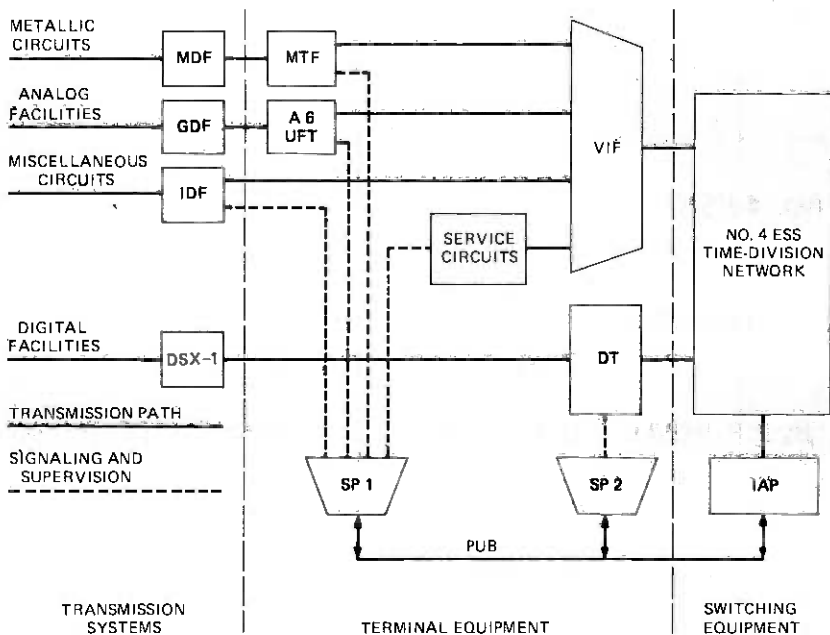 METALLIC
CIRCUITS
MDF
MTF
ANALOG
FACILITIES
GDF
A 6
UFT
VIF
MISCELLANEOUS
CIRCUITS
IDF
SERVICE
CIRCUITS
NO. 4 ESS
TIME-DIVISION
NETWORK
DIGITAL
FACILITIES
DSX-1
DT
TRANSMISSION PATH
SIGNALING AND
SUPERVISION
SP 1
SP 2
IAP
PUB
TRANSMISSION
SYSTEMS
TERMINAL EQUIPMENT
SWITCHING
EQUIPMENT